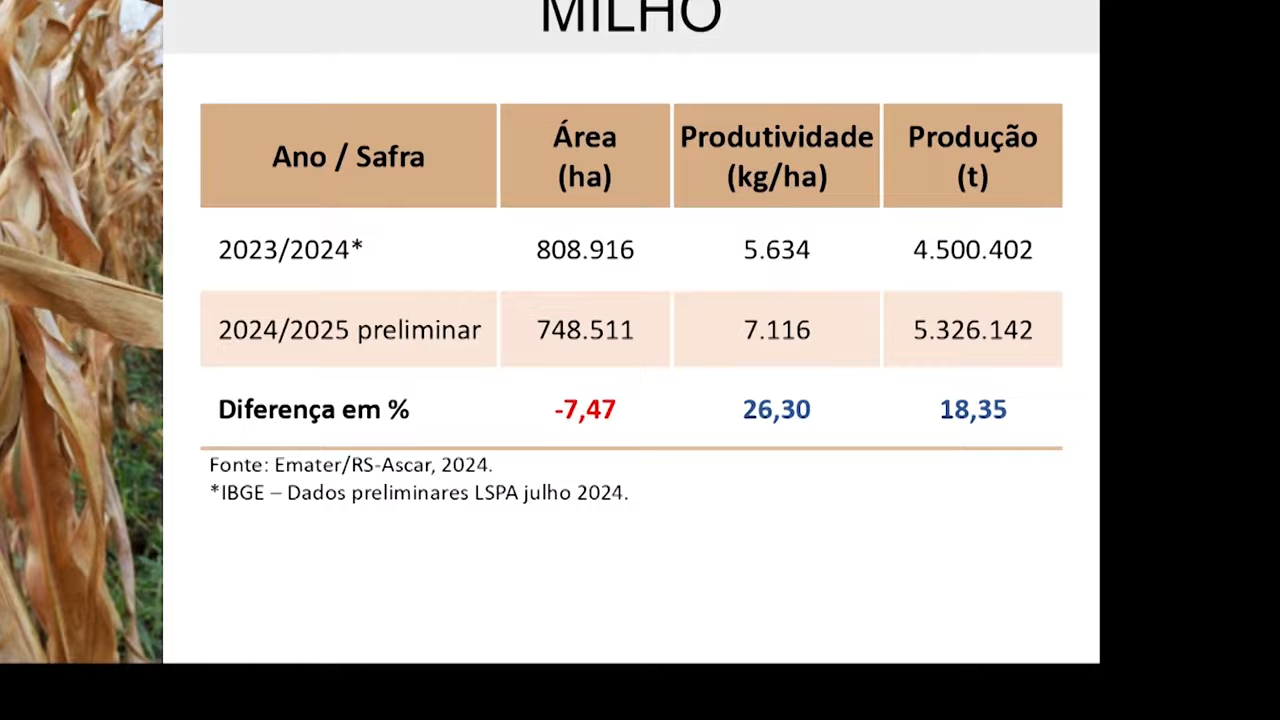 MILHO
Ano / Safra
Área
(ha)
Produtividade
(kg/ha)
Produção
(t)
2023/2024* 808.916 5.634 4.500.402
2024/2025 preliminar 748.511 7.116 5.326.142
Diferença em % -7,47 26,30 18,35
Fonte: Emater/RS-Ascar, 2024.
*IBGE – Dados preliminares LSPA julho 2024.